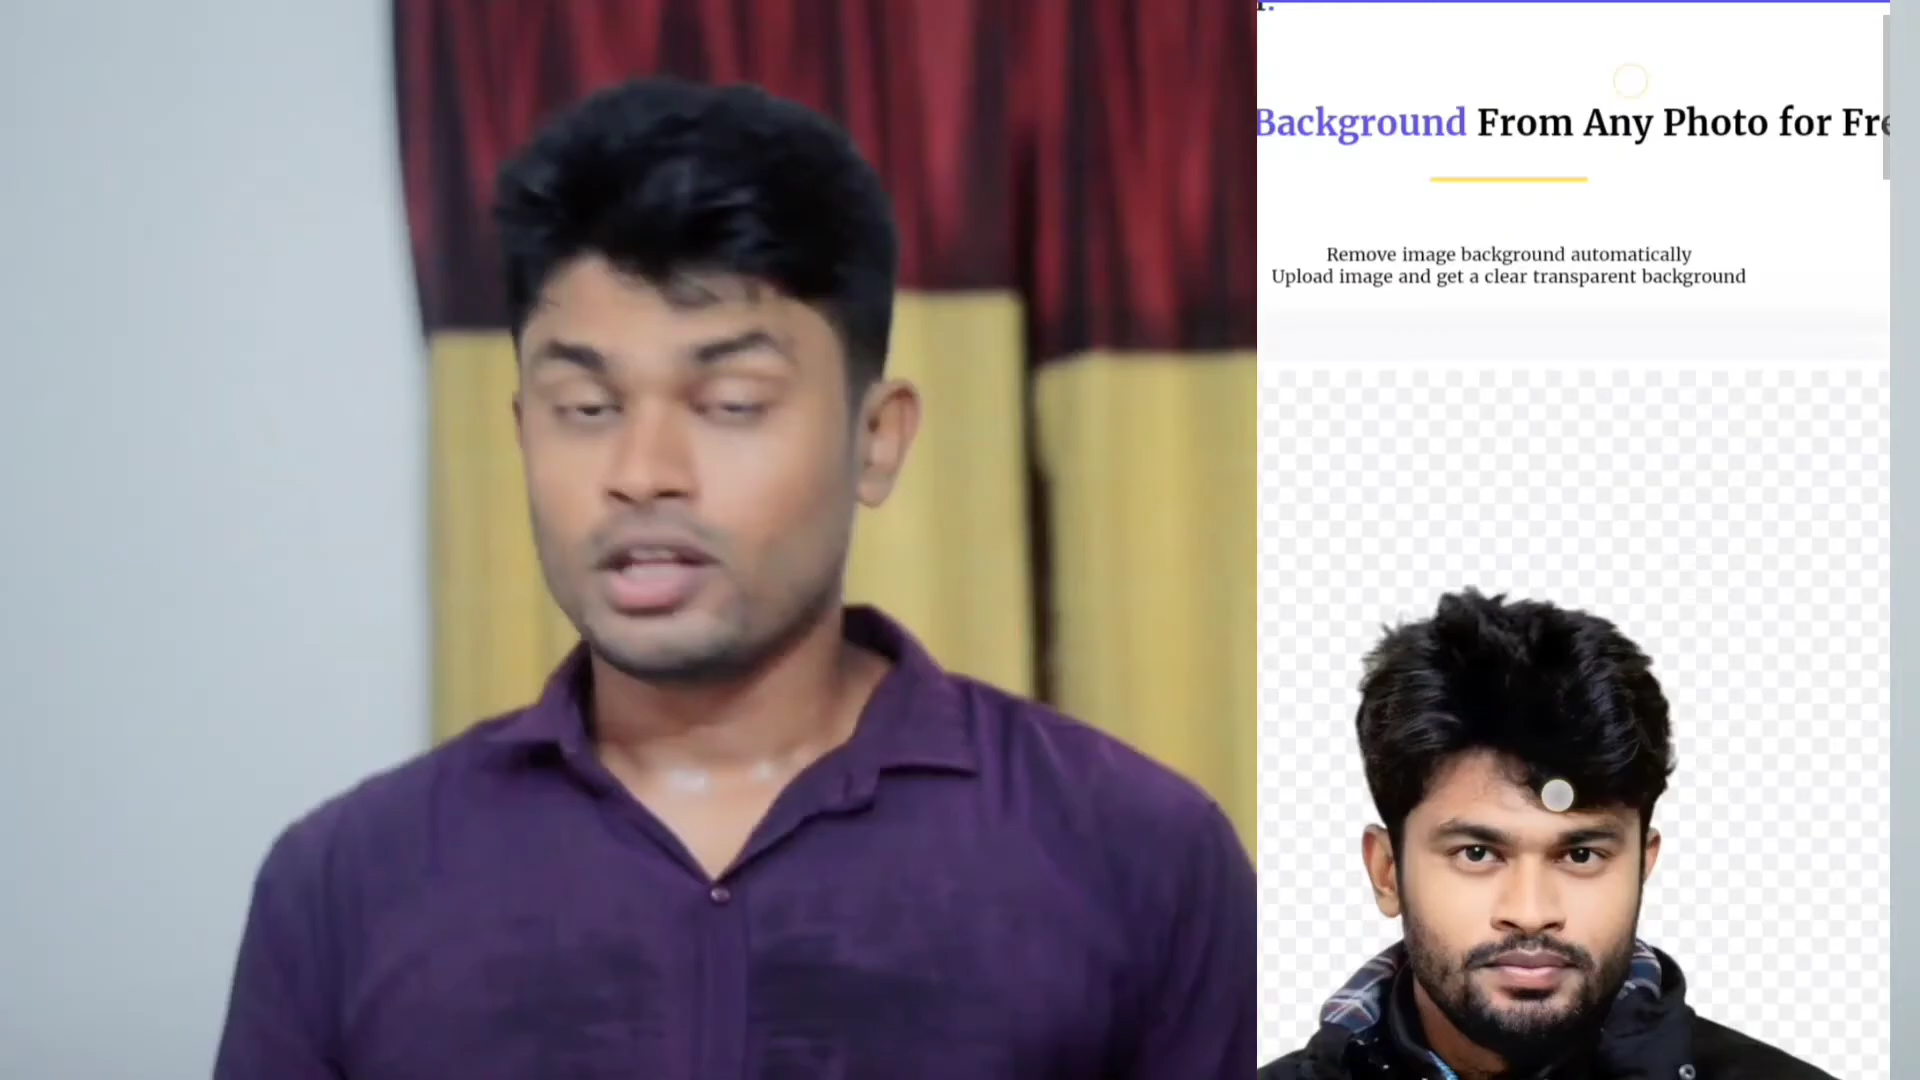 Background From Any Photo for Fre
Remove image background automatically
Upload image and get a clear transparent background